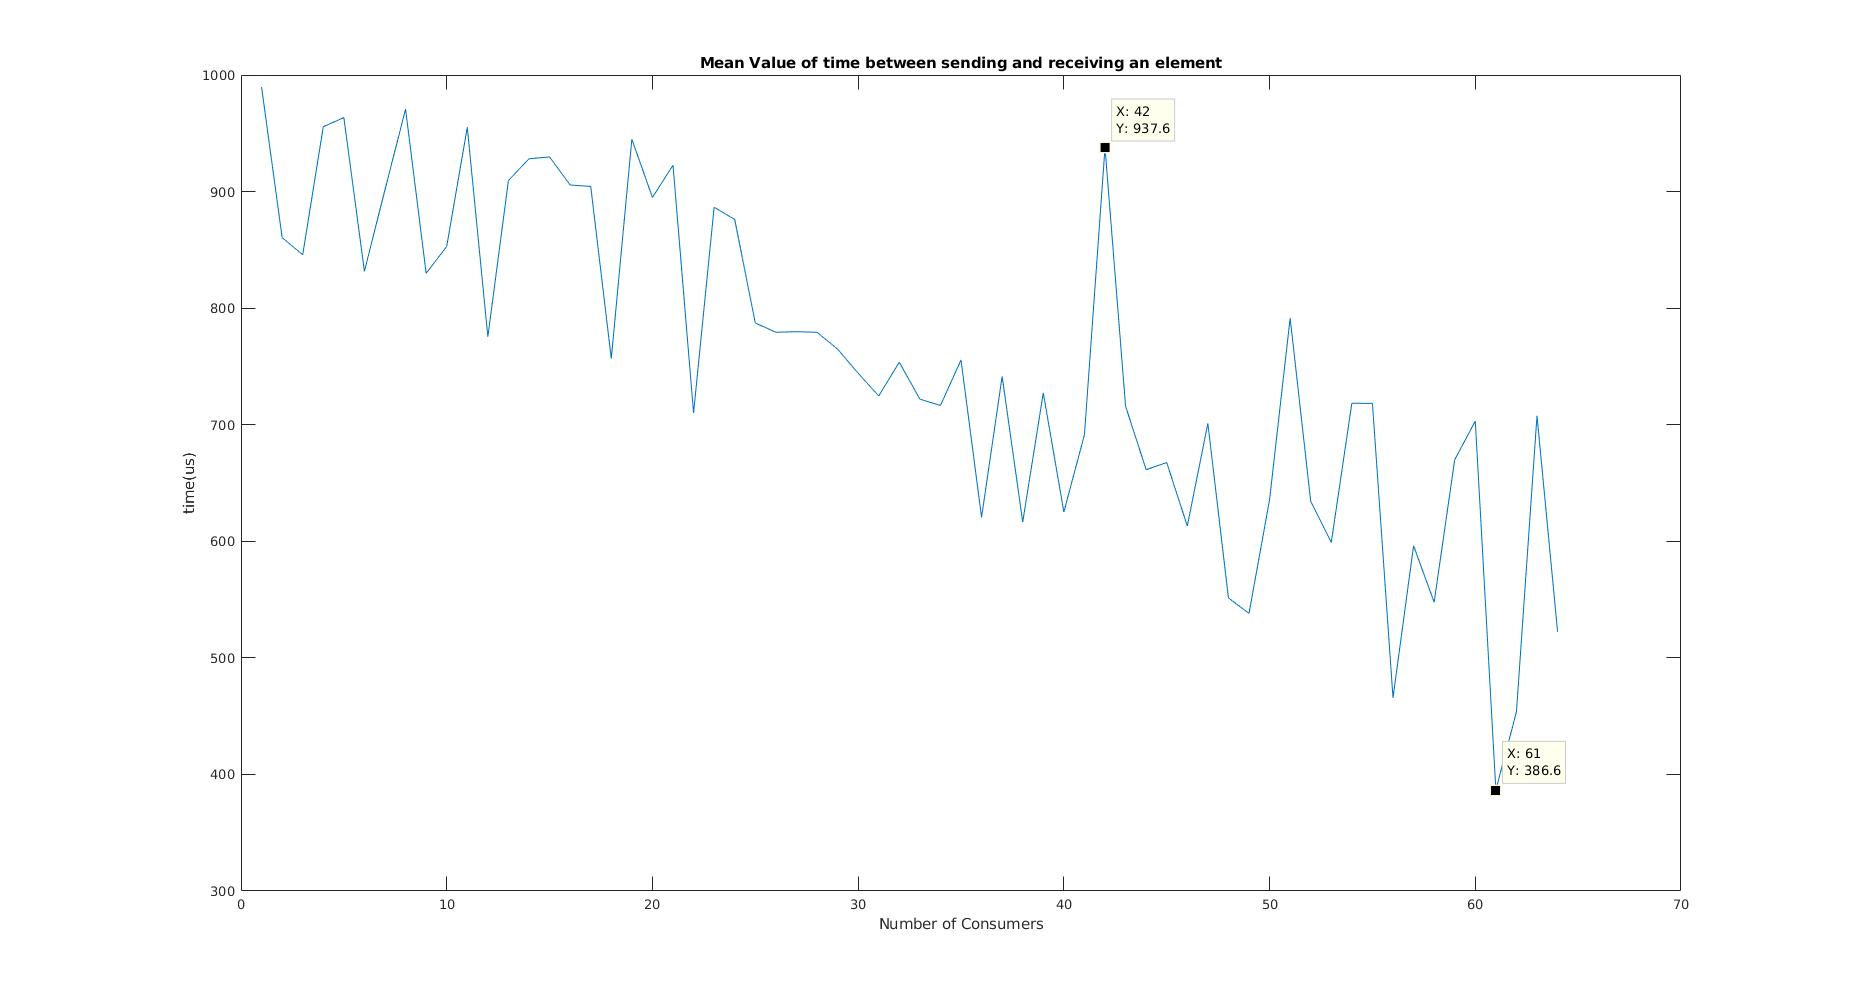 Mean Value of time between sending and receiving an element
1000
900
800
700
600
500
400
300
time(us)
X: 42
Y: 937.6
X: 61
Y: 386.6
0 10 20 30 40 50 60 70
Number of Consumers